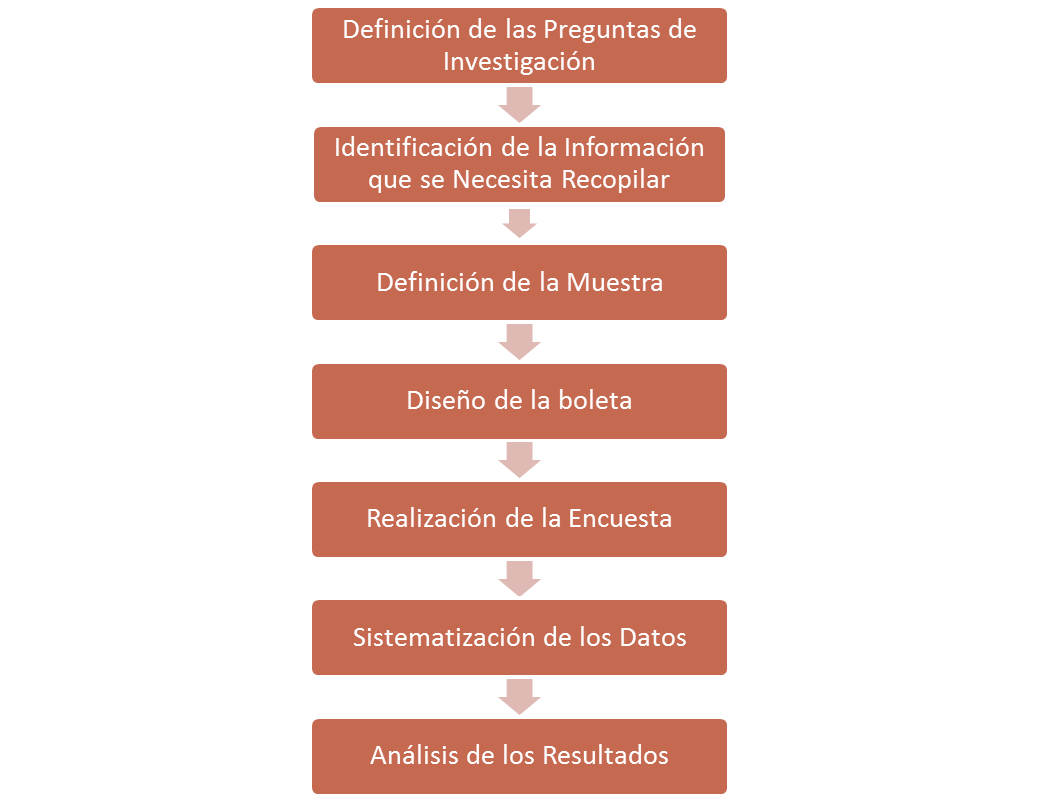 Definición de las Preguntas de
Investigación
Identificación de la Información
que se Necesita Recopilar
Definición de la Muestra
Diseño de la boleta
Realización de la Encuesta
Sistematización de los Datos
Análisis de los Resultados